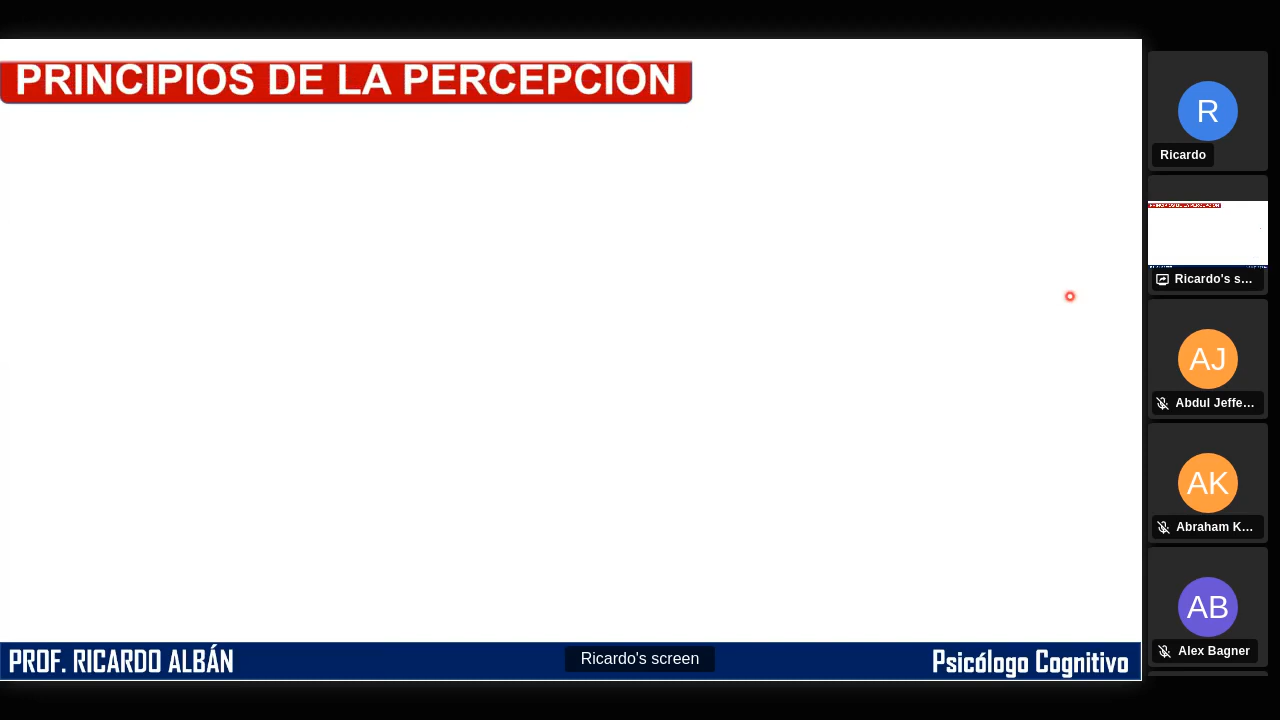 PRINCIPIOS DE LA PERCEPCIÓN
R
Ricardo
Ricardo's s...
AJ
Abdul Jeffe...
AK
Abraham K...
AB
Alex Bagner
PROF. RICARDO ALBÁN
Ricardo's screen
Psicólogo Cognitivo